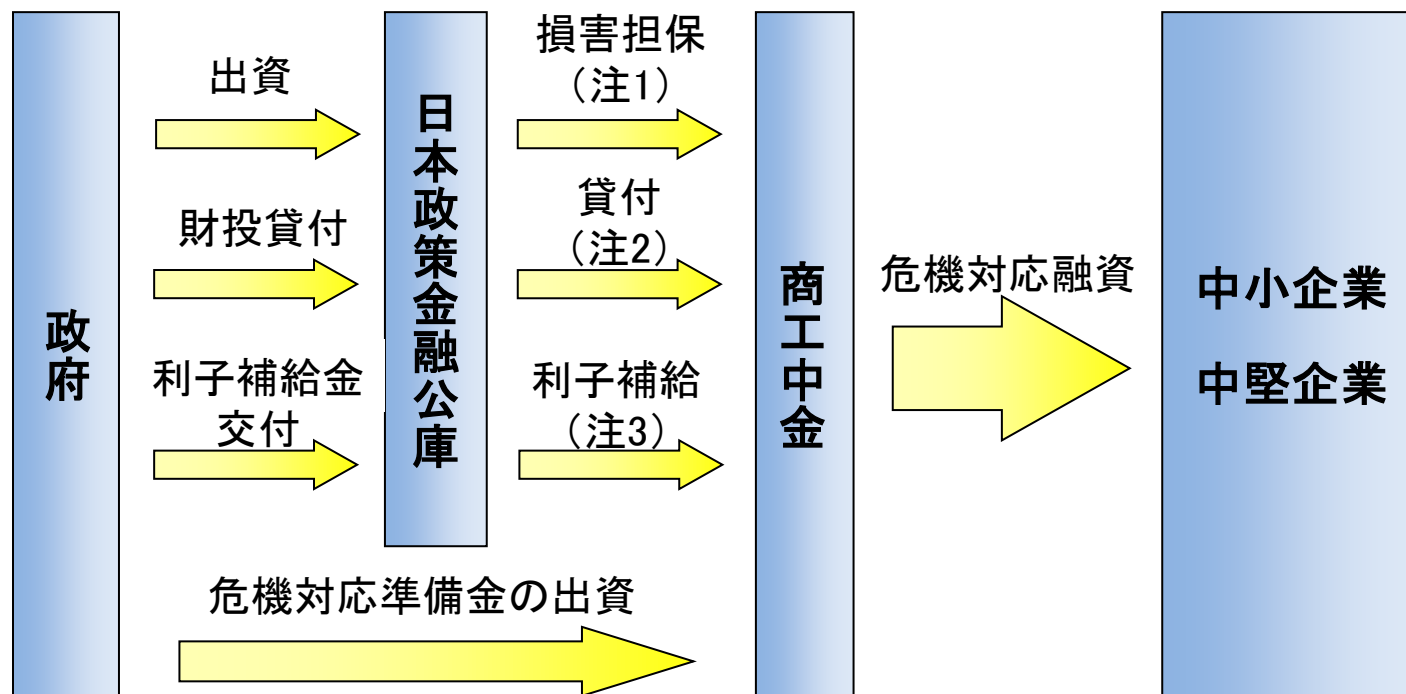 政府
出資
財投貸付
利子補給金
交付
日本政策金融公庫
損害担保
（注1）
貸付
（注2）
利子補給
（注3）
危機対応準備金の出資
商工中金
危機対応融資
中小企業
中堅企業